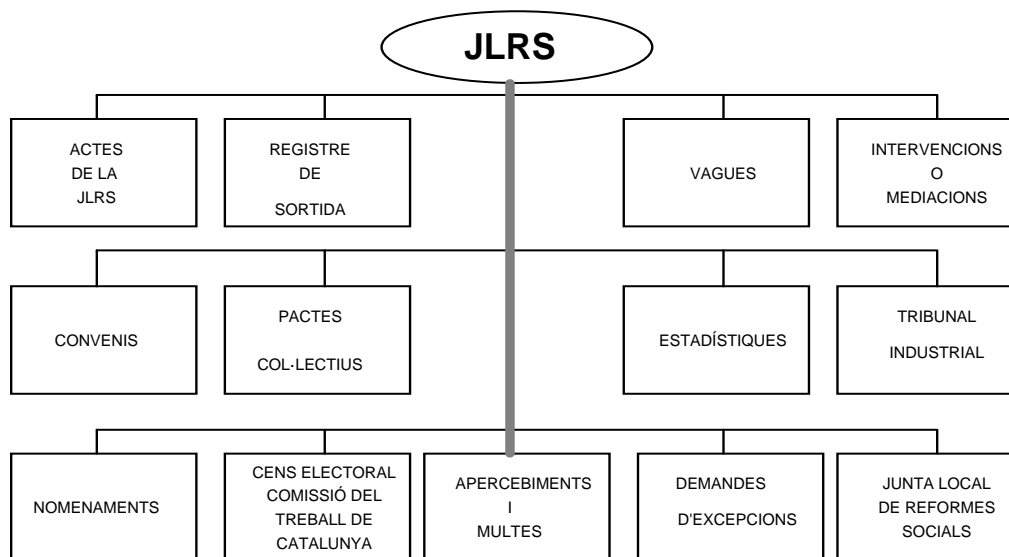 JLRS
ACTES
DE LA
JLRS
REGISTRE
DE
SORTIDA
VAGUES
INTERVENCIONS
O
MEDIACIONS
CONVENIS
PACTES
COL·LECTIUS
ESTADÍSTIQUES
TRIBUNAL
INDUSTRIAL
NOMENAMENTS
CENS ELECTORAL
COMISSIÓ DEL
TREBALL DE
CATALUNYA
APERCEBIMENTS
I
MULTES
DEMANDES
D'EXCEPCIONS
JUNTA LOCAL
DE REFORMES
SOCIALS